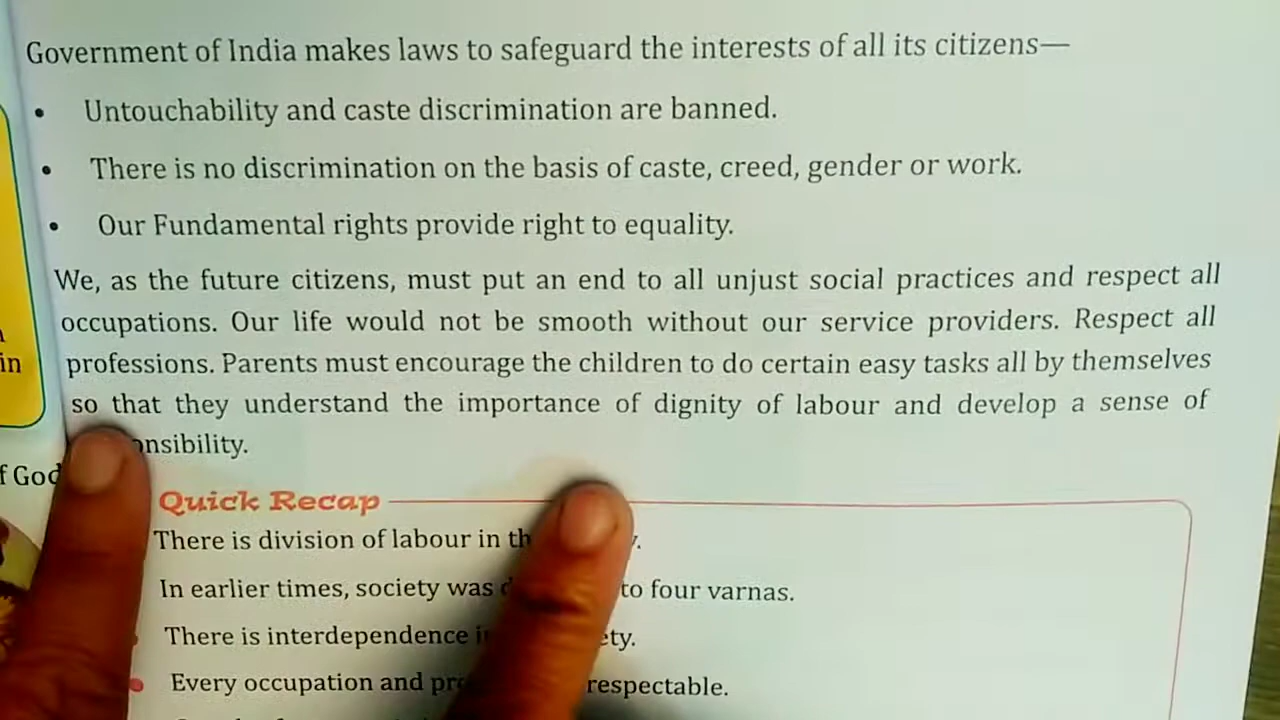 Government of India makes laws to safeguard the interests of all its citizens—
• Untouchability and caste discrimination are banned.
• There is no discrimination on the basis of caste, creed, gender or work.
• Our Fundamental rights provide right to equality.
We, as the future citizens, must put an end to all unjust social practices and respect all
occupations. Our life would not be smooth without our service providers. Respect all
in professions. Parents must encourage the children to do certain easy tasks all by themselves
so that they understand the importance of dignity of labour and develop a sense of
onsibility.
f God
Quick Recap
There is division of labour in th
In earlier times, society was to four varnas.
There is interdependence ety.
Every occupation and respectable.